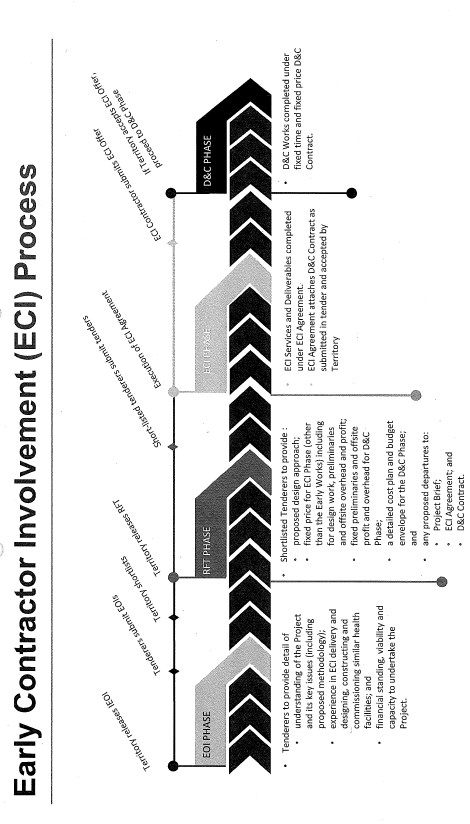 Early Contractor Involvement (ECI) Process
Territory releases IEOI
Tenders submit EOIs
Territory shortlists
Territory releases RFT
Short-listed tenderers submit tenders
Execution of ECI Agreement
ECI Contractor submits ECI Offer
If Territory accepts ECI Offer,
proceed to D&C Phase
EOI PHASE
RFT PHASE
ECI PHASE
D&C PHASE
• Tenderers to provide detail of
• understanding of the Project
and its key issues (including
proposed methodology);
• experience in ECI delivery and
designing, constructing and
commissioning similar health
facilities; and
• financial standing, viability and
capacity to undertake the
Project.
• Shortlisted Tenderers to provide :
• proposed design approach;
• fixed price for ECI Phase (other
than the Early Works) including
for design work, preliminaries
and offsite overhead and profit;
• fixed preliminaries and offsite
profit and overhead for D&C
Phase;
• a detailed cost plan and budget
envelope for the D&C Phase;
and
• any proposed departures to:
• Project Brief;
• ECI Agreement; and
• D&C Contract.
• ECI Services and Deliverables completed
under ECI Agreement.
• ECI Agreement attaches D&C Contract as
submitted in tender and accepted by
Territory
• D&C Works completed under
fixed time and fixed price D&C
Contract.